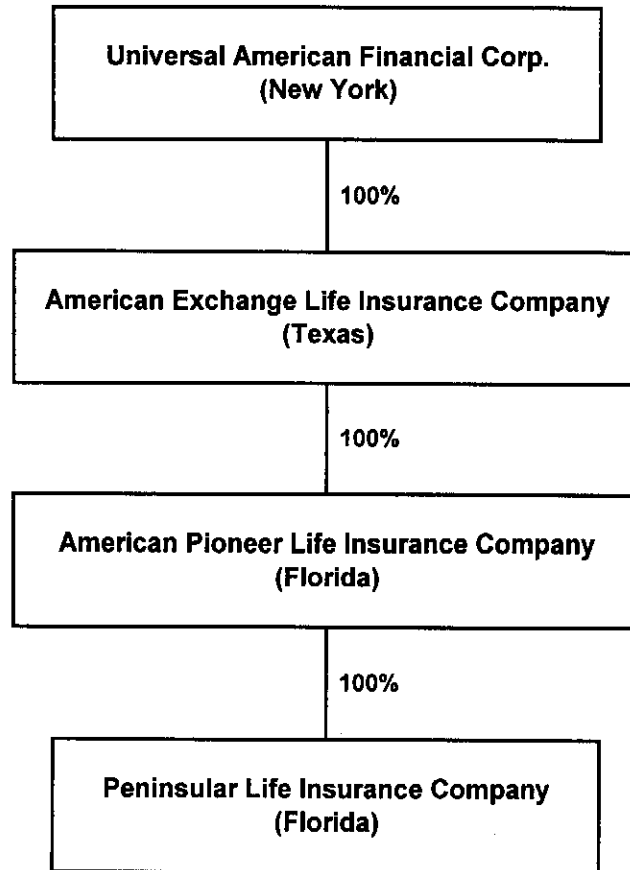 Universal American Financial Corp.
(New York)
100%
American Exchange Life Insurance Company
(Texas)
100%
American Pioneer Life Insurance Company
(Florida)
100%
Peninsular Life Insurance Company
(Florida)